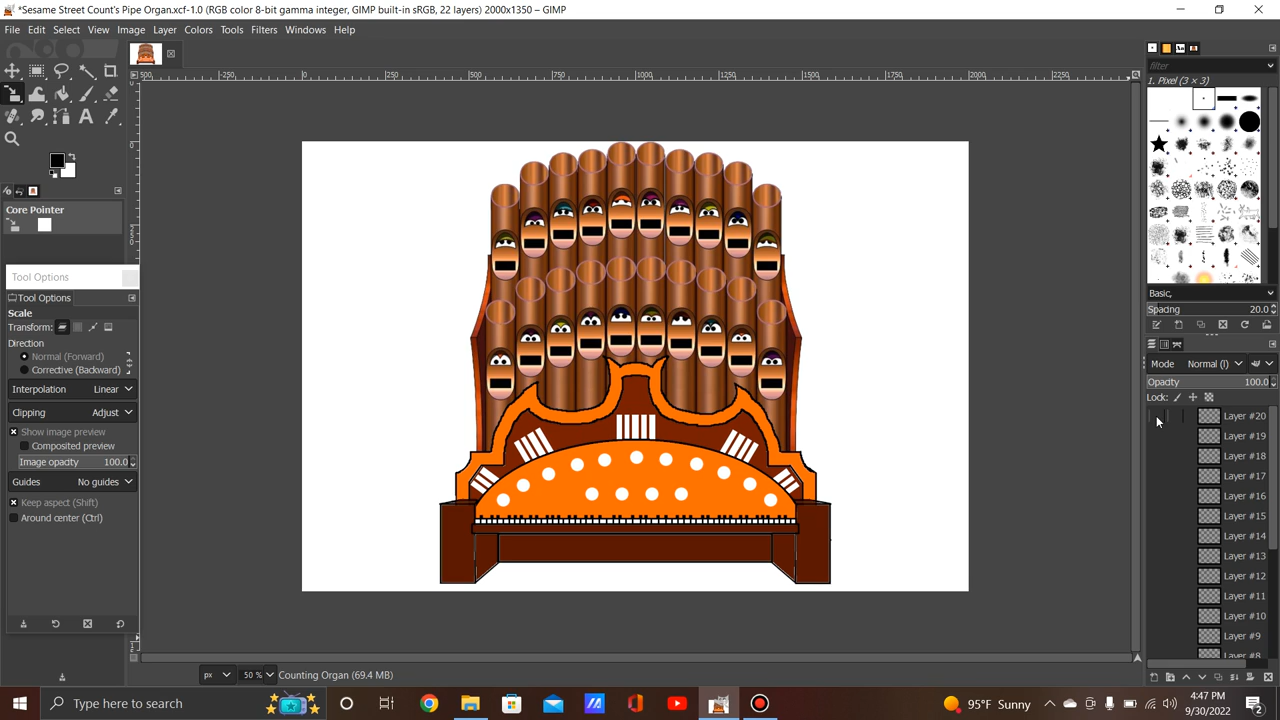 *Sesame Street Count's Pipe Organ.xcf-1.0 (RGB color 8-bit gamma integer, GIMP built-in sRGB, 22 layers) 2000x1350 – GIMP
File Edit Select View Image Layer Colors Tools Filters Windows Help
500 -250 0 250 500 750 1000 1250 1500 1750 2000 2250
filter
1. Pixel (3 × 3)
Core Pointer
Tool Options
Tool Options
Scale
Transform:
Direction
Normal (Forward)
Corrective (Backward)
Interpolation Linear
Clipping Adjust
Show image preview
Composited preview
Image opacity 100.0
Guides No guides
Keep aspect (Shift)
Around center (Ctrl)
Basic,
Spacing 20.0
Mode Normal (l)
Opacity 100.0
Lock:
Layer #20
Layer #19
Layer #18
Layer #17
Layer #16
Layer #15
Layer #14
Layer #13
Layer #12
Layer #11
Layer #10
Layer #9
Layer #8
px 50 % Counting Organ (69.4 MB)
Type here to search
95°F Sunny
4:47 PM
9/30/2022
2